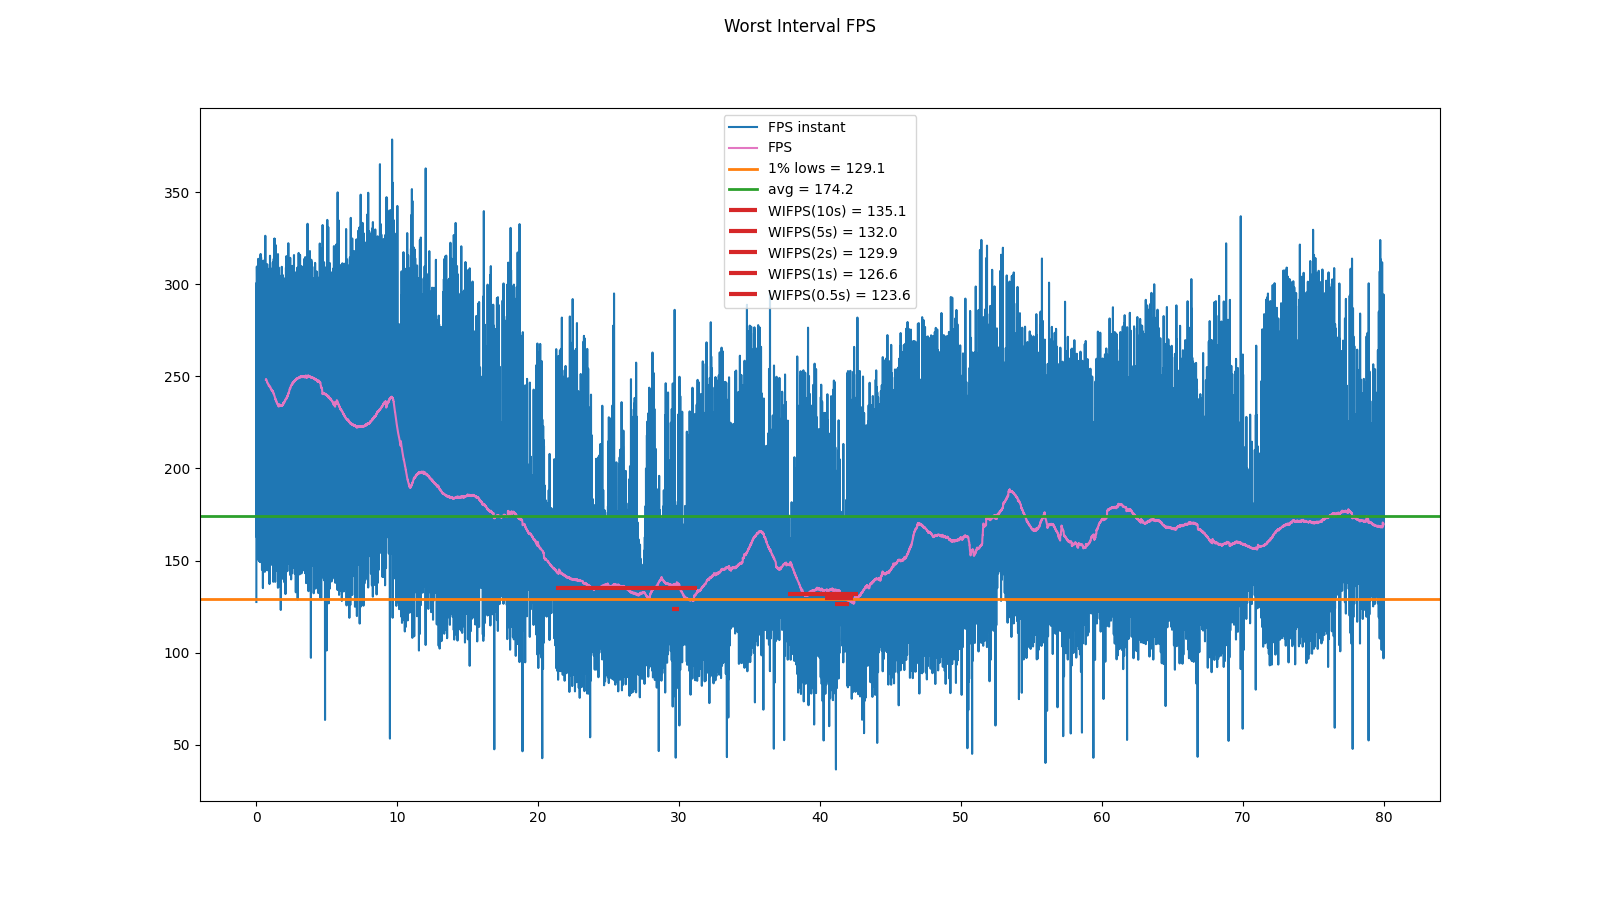 Worst Interval FPS
FPS instant
FPS
1% lows = 129.1
avg = 174.2
WIFPS(10s) = 135.1
WIFPS(5s) = 132.0
WIFPS(2s) = 129.9
WIFPS(1s) = 126.6
WIFPS(0.5s) = 123.6
350
300
250
200
150
100
50
0 10 20 30 40 50 60 70 80